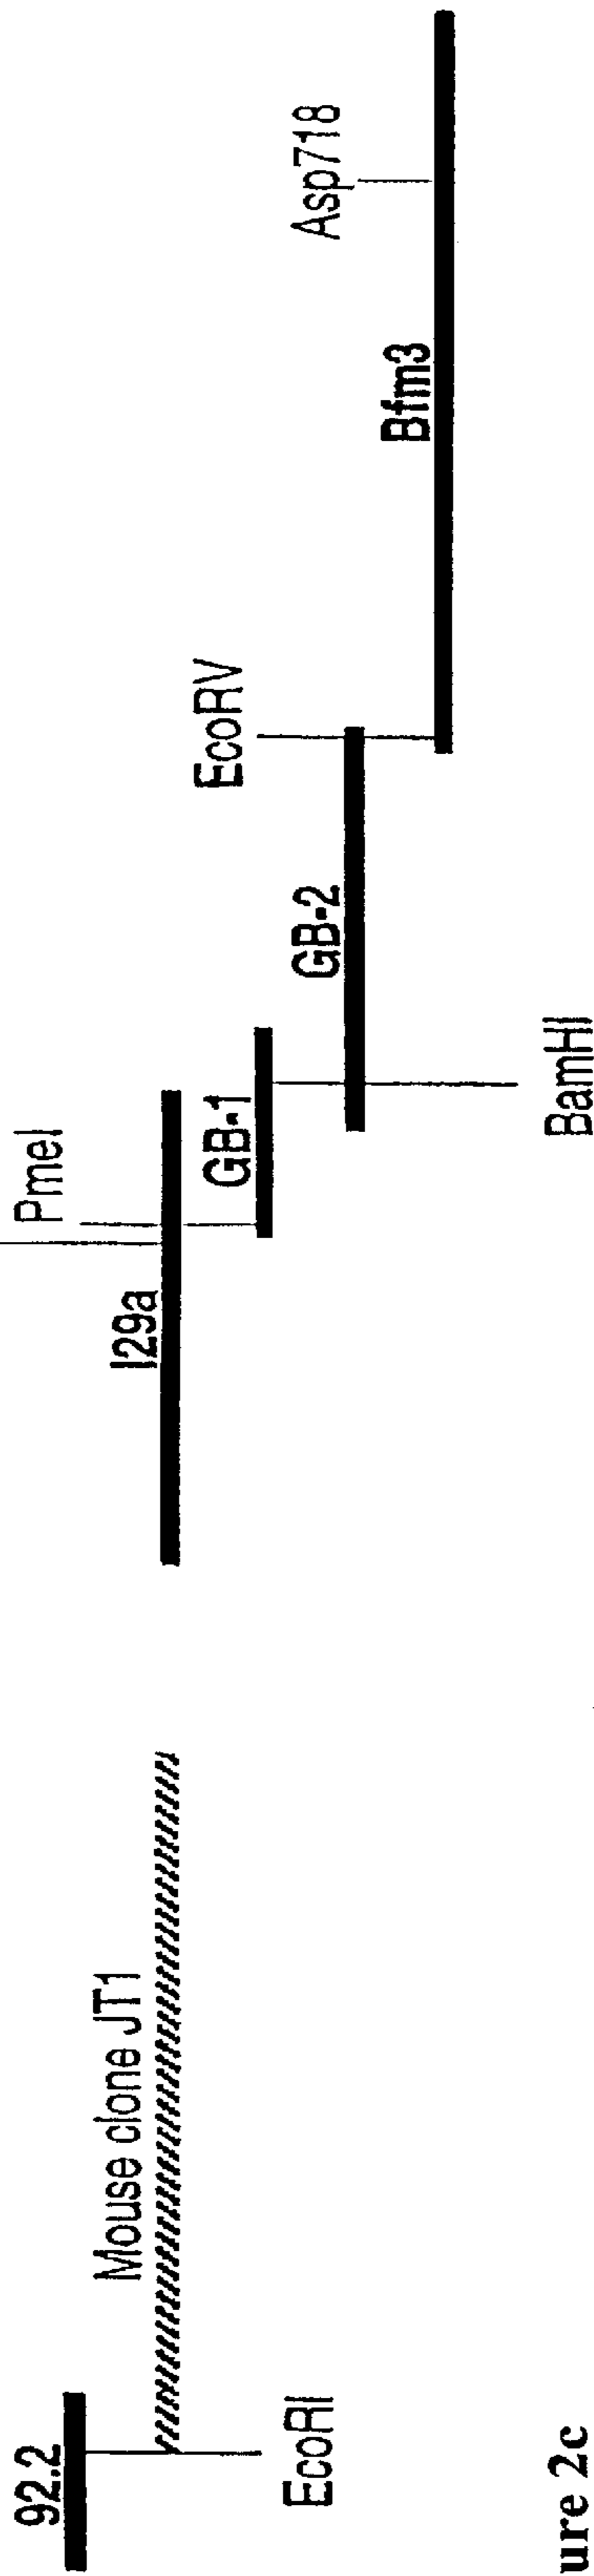 92.2
Mouse clone JT1
EcoRI
PmeI
I29a
GB-1
GB-2
BamHI
EcoRV
Asp718
Bfm3
ure 2c